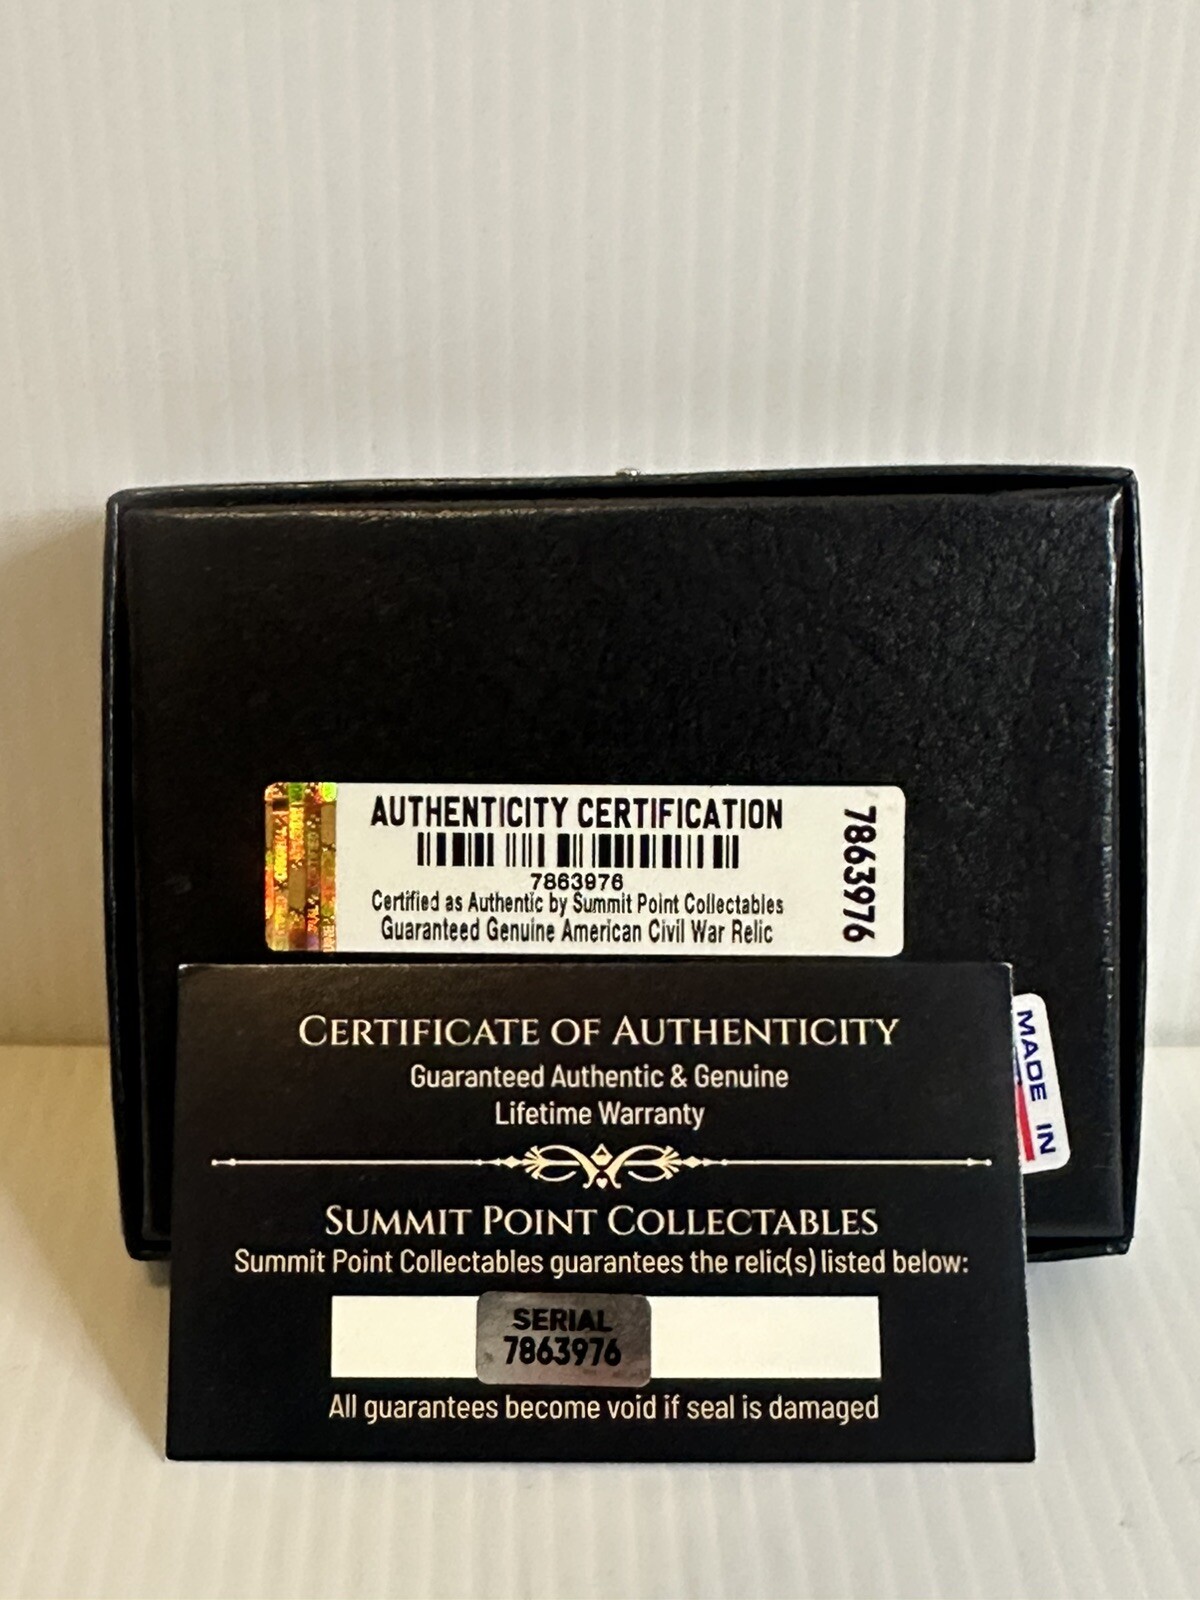 AUTHENTICITY CERTIFICATION
7863976
Certified as Authentic by Summit Point Collectables
Guaranteed Genuine American Civil War Relic
7863976
MADE IN
CERTIFICATE OF AUTHENTICITY
Guaranteed Authentic & Genuine
Lifetime Warranty
SUMMIT POINT COLLECTABLES
Summit Point Collectables guarantees the relic(s) listed below:
SERIAL
7863976
All guarantees become void if seal is damaged